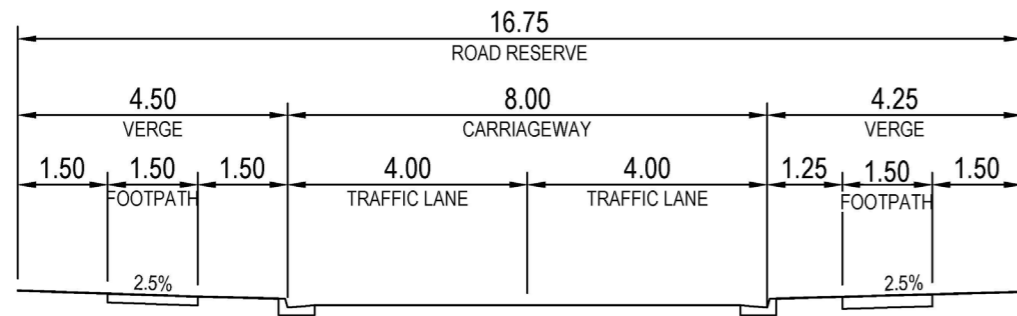 16.75
ROAD RESERVE
4.50 8.00 4.25
VERGE CARRIAGEWAY VERGE
1.50 1.50 1.50 4.00 4.00 1.25 1.50 1.50
FOOTPATH TRAFFIC LANE TRAFFIC LANE FOOTPATH
2.5% 2.5%